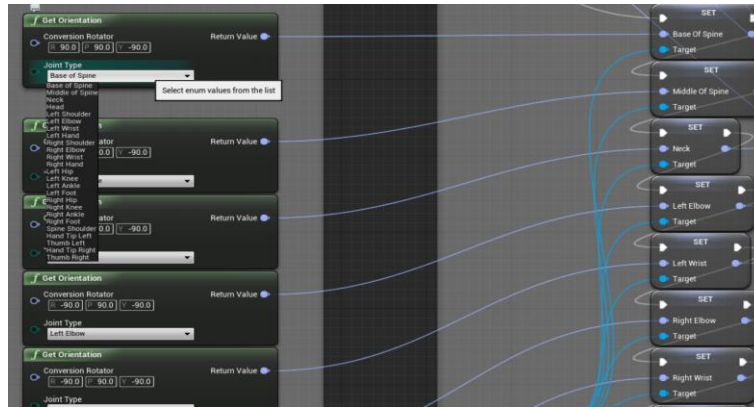 Get Orientation
Conversion Rotator
Return Value
R 90.0 P 90.0 Y -90.0
Joint Type
Base of Spine
Select enum values from the list
Base of Spine
Middle of Spine
Neck
Head
Left Shoulder
Left Elbow
Left Wrist
Left Hand
Right Shoulder
Right Elbow
Right Wrist
Right Hand
Left Hip
Left Knee
Left Ankle
Left Foot
Right Hip
Right Knee
Right Ankle
Right Foot
Spine Shoulder
Hand Tip Left
Thumb Left
Hand Tip Right
Thumb Right
Return Value
0.0 Y -90.0
Return Value
0.0 Y -90.0
Get Orientation
Conversion Rotator
Return Value
R -90.0 P 90.0 Y -90.0
Joint Type
Left Elbow
Get Orientation
Conversion Rotator
Return Value
R -90.0 P 90.0 Y -90.0
Joint Type
SET
Base Of Spine
Target
SET
Middle Of Spine
Target
SET
Neck
Target
SET
Left Elbow
Target
SET
Left Wrist
Target
SET
Right Elbow
Target
SET
Right Wrist
Target